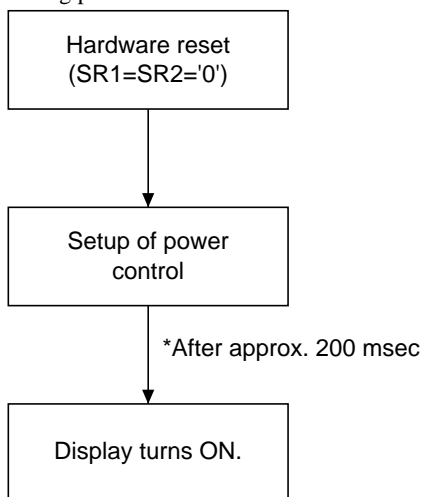 Hardware reset
(SR1=SR2='0')
Setup of power
control
*After approx. 200 msec
Display turns ON.